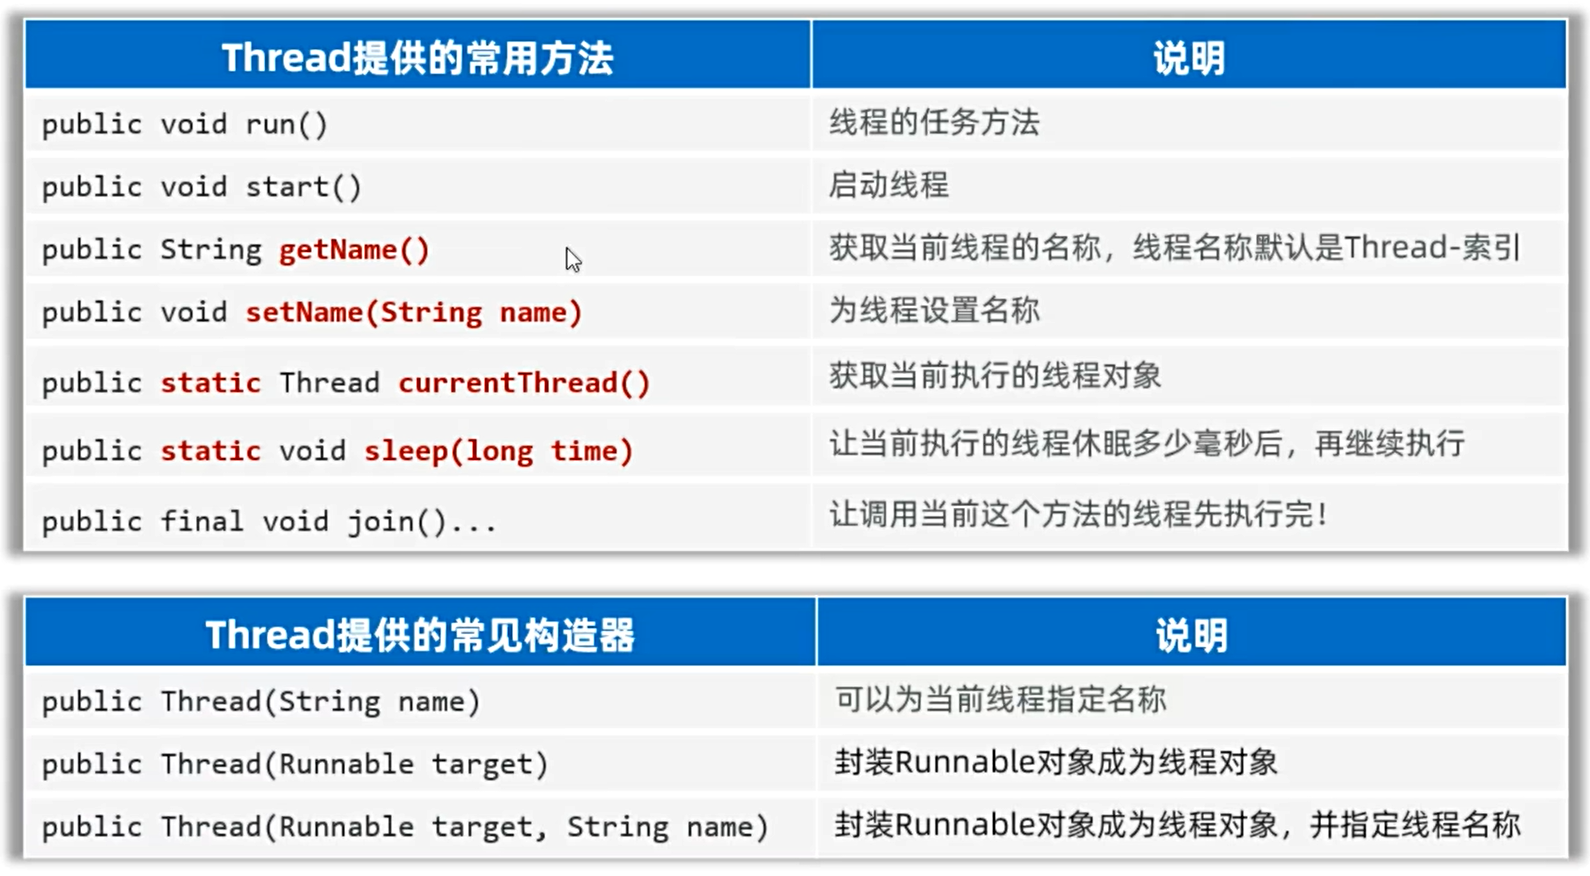 Thread提供的常用方法 说明
public void run() 线程的任务方法
public void start() 启动线程
public String getName() 获取当前线程的名称，线程名称默认是Thread-索引
public void setName(String name) 为线程设置名称
public static Thread currentThread() 获取当前执行的线程对象
public static void sleep(long time) 让当前执行的线程休眠多少毫秒后，再继续执行
public final void join()... 让调用当前这个方法的线程先执行完！
Thread提供的常见构造器 说明
public Thread(String name) 可以为当前线程指定名称
public Thread(Runnable target) 封装Runnable对象成为线程对象
public Thread(Runnable target, String name) 封装Runnable对象成为线程对象，并指定线程名称